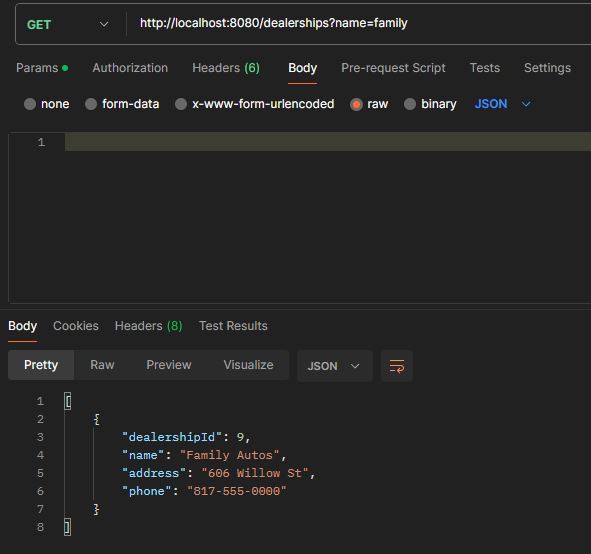 GET http://localhost:8080/dealerships?name=family
Params Authorization Headers (6) Body Pre-request Script Tests Settings
none form-data x-www-form-urlencoded raw binary JSON
1
Body Cookies Headers (8) Test Results
Pretty Raw Preview Visualize JSON
1 [
2 {
3 "dealershipId": 9,
4 "name": "Family Autos",
5 "address": "606 Willow St",
6 "phone": "817-555-0000"
7 }
8 ]